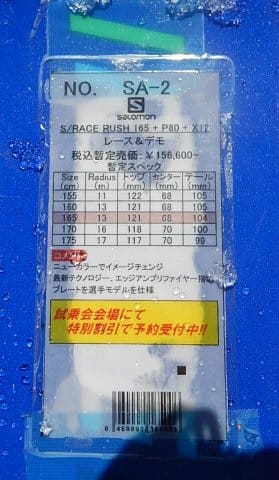 NO. SA-2
S
salomon
S/RACE RUSH 165 + P80 + X12
レース＆デモ
税込暫定売価：￥156,600-
暫定スペック
Size (cm) Radius (m) トップ (mm) センター (mm) テール (mm)
155 11 122 68 105
160 13 121 68 105
165 13 121 68 104
170 16 118 70 100
175 17 117 70 99
コメント
ニューカラーでイメージチェンジ
最新テクノロジー、エッジアンプリファイヤー搭載
プレートを選手モデルを仕様
試乗会会場にて
特別割引で予約受付中!!